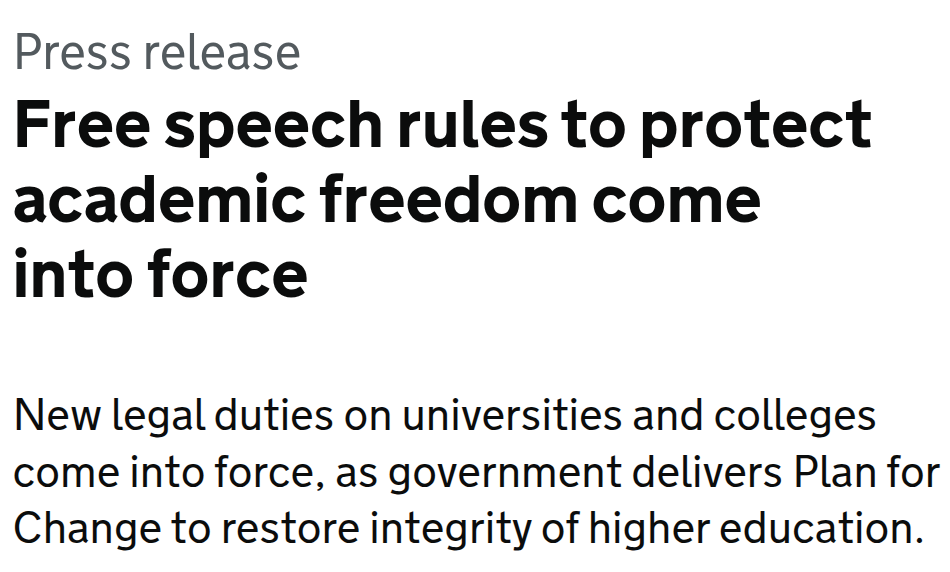 Press release
Free speech rules to protect
academic freedom come
into force
New legal duties on universities and colleges
come into force, as government delivers Plan for
Change to restore integrity of higher education.